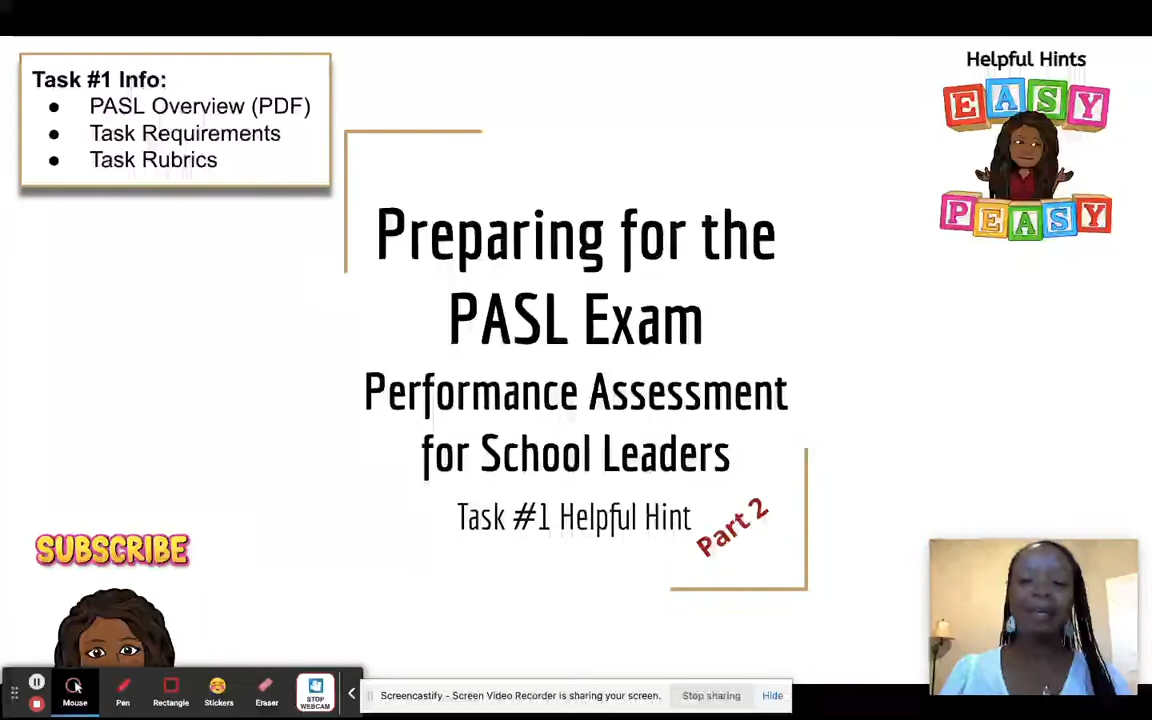 Task #1 Info:
● PASL Overview (PDF)
● Task Requirements
● Task Rubrics
Helpful Hints
EASY
PEASY
Preparing for the
PASL Exam
Performance Assessment
for School Leaders
Task #1 Helpful Hint
Part 2
SUBSCRIBE
Mouse
Pen
Rectangle
Stickers
Eraser
STOP
WEBCAM
Screencastify - Screen Video Recorder is sharing your screen.
Stop sharing
Hide